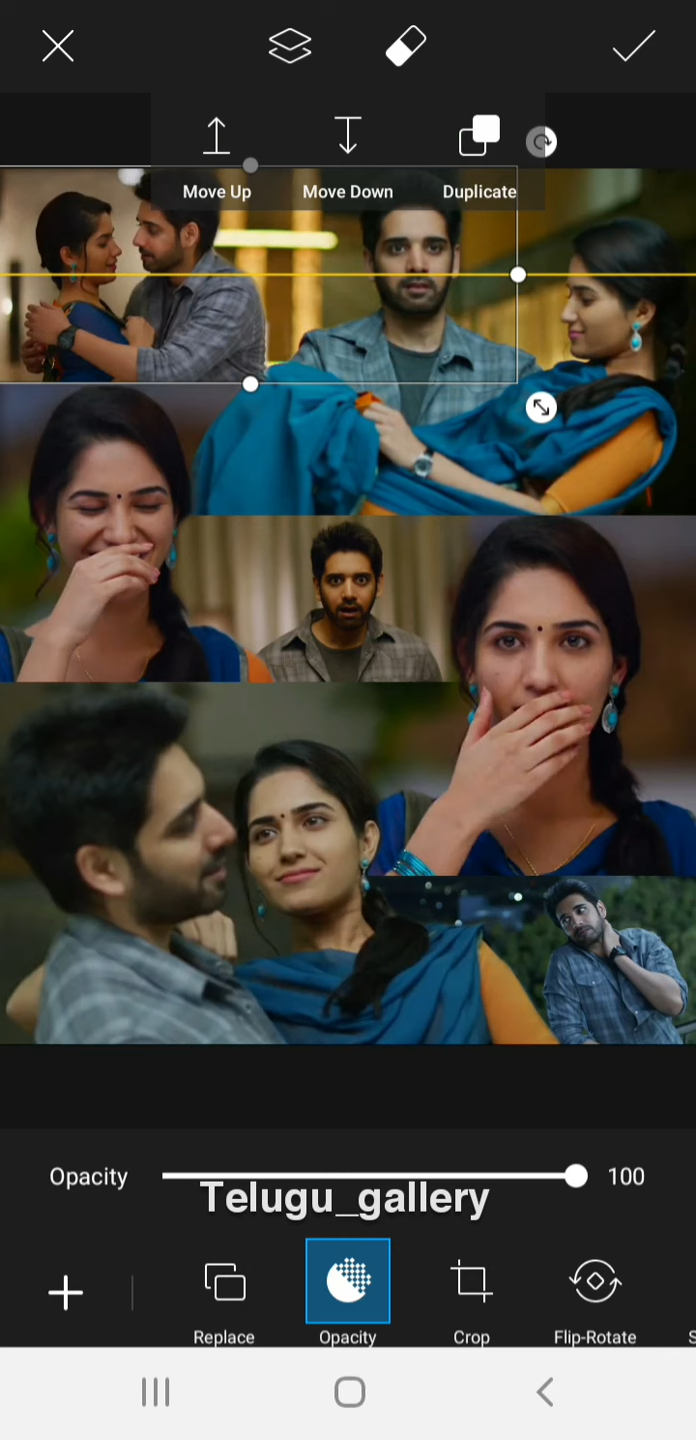 Move Up
Move Down
Duplicate
Opacity
100
Telugu_gallery
Replace
Opacity
Crop
Flip-Rotate
S